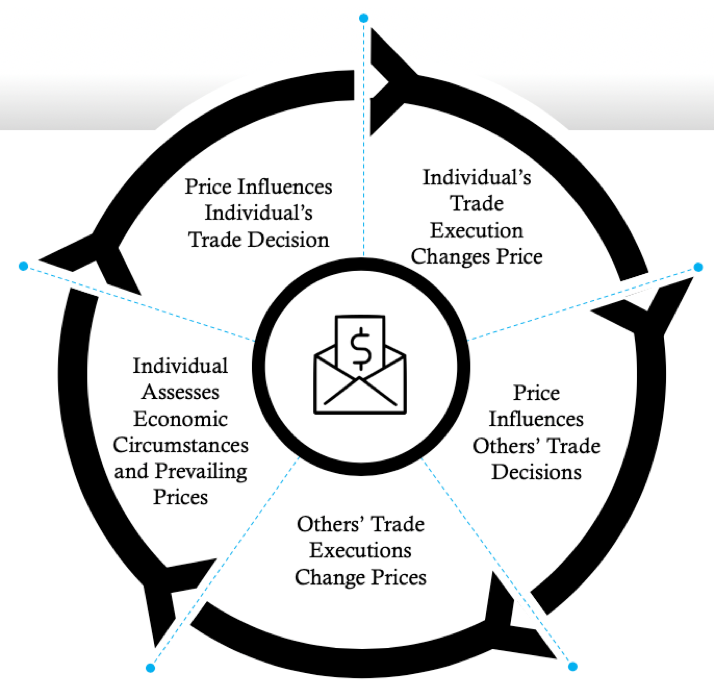 Price Influences
Individual’s
Trade Decision
Individual’s
Trade
Execution
Changes Price
Price
Influences
Others’ Trade
Decisions
Others’ Trade
Executions
Change Prices
Individual
Assesses
Economic
Circumstances
and Prevailing
Prices
$